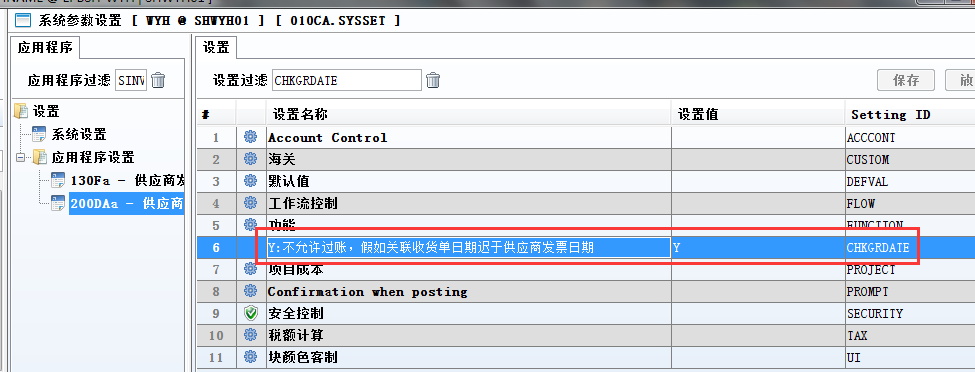 系统参数设置 [ WYH @ SHWYH01 ] [ 010CA.SYSSET ]
应用程序
设置
应用程序过滤 SINV
设置过滤 CHKGRDATE
保存
设置
系统设置
应用程序设置
130Fa - 供应商发
200DAa - 供应商
# 设置名称 设置值 Setting ID
1 Account Control ACCCONT
2 海关 CUSTOM
3 默认值 DEFVAL
4 工作流控制 FLOW
5 功能 FUNCTION
6 Y:不允许过账，假如关联收货单日期迟于供应商发票日期 Y CHKGRDATE
7 项目成本 PROJECT
8 Confirmation when posting PROMPT
9 安全控制 SECURITY
10 税额计算 TAX
11 块颜色客制 UI